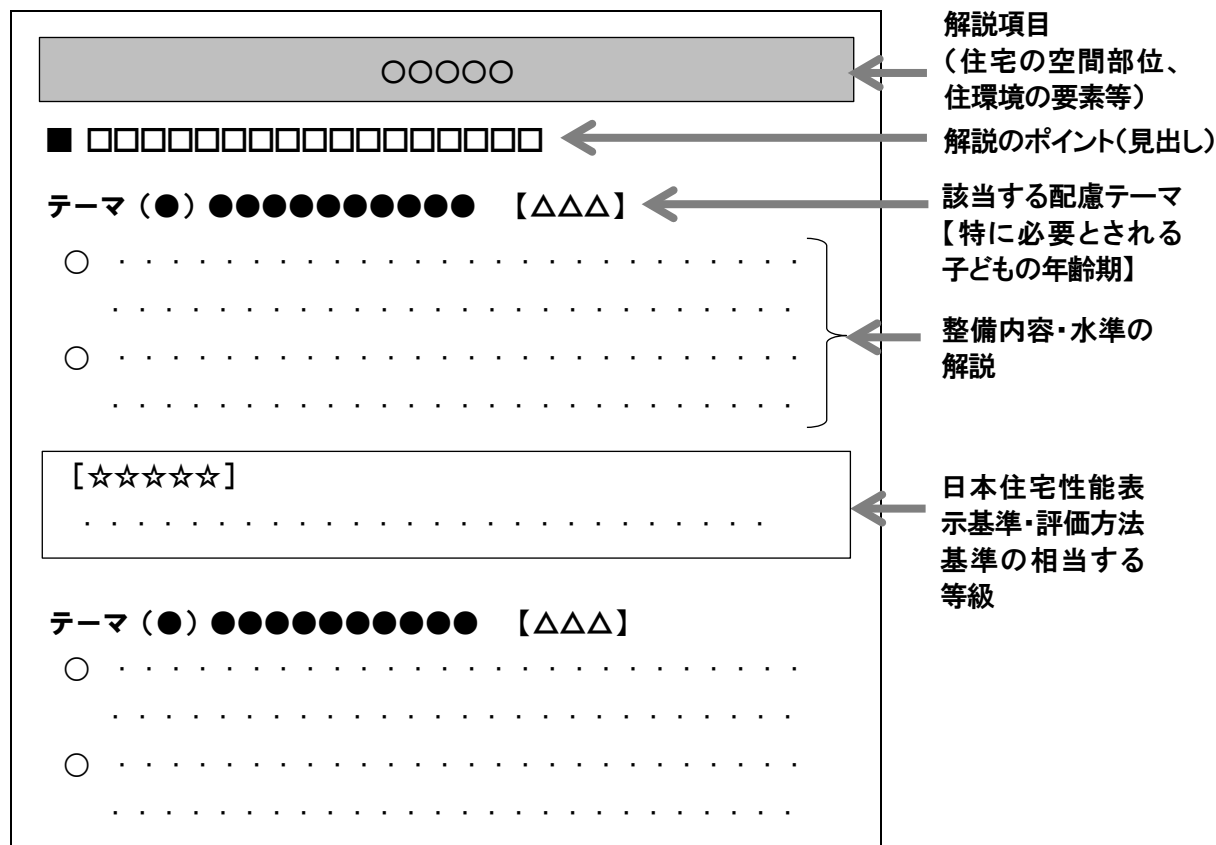 ○○○○○
■ □□□□□□□□□□□□□□□□□
テーマ（●）●●●●●●●●●● 【△△△】
○ ・・・・・・・・・・・・・・・・・・・・・・・・・・
・・・・・・・・・・・・・・・・・・・・・・・・・・
○ ・・・・・・・・・・・・・・・・・・・・・・・・・・
・・・・・・・・・・・・・・・・・・・・・・・・・・
［☆☆☆☆☆］
・・・・・・・・・・・・・・・・・・・・・・・・・・
テーマ（●）●●●●●●●●●● 【△△△】
○ ・・・・・・・・・・・・・・・・・・・・・・・・・・
・・・・・・・・・・・・・・・・・・・・・・・・・・
○ ・・・・・・・・・・・・・・・・・・・・・・・・・・
・・・・・・・・・・・・・・・・・・・・・・・・・・
解説項目
（住宅の空間部位、
住環境の要素等）
解説のポイント（見出し）
該当する配慮テーマ
【特に必要とされる
子どもの年齢期】
整備内容・水準の
解説
日本住宅性能表
示基準・評価方法
基準の相当する
等級